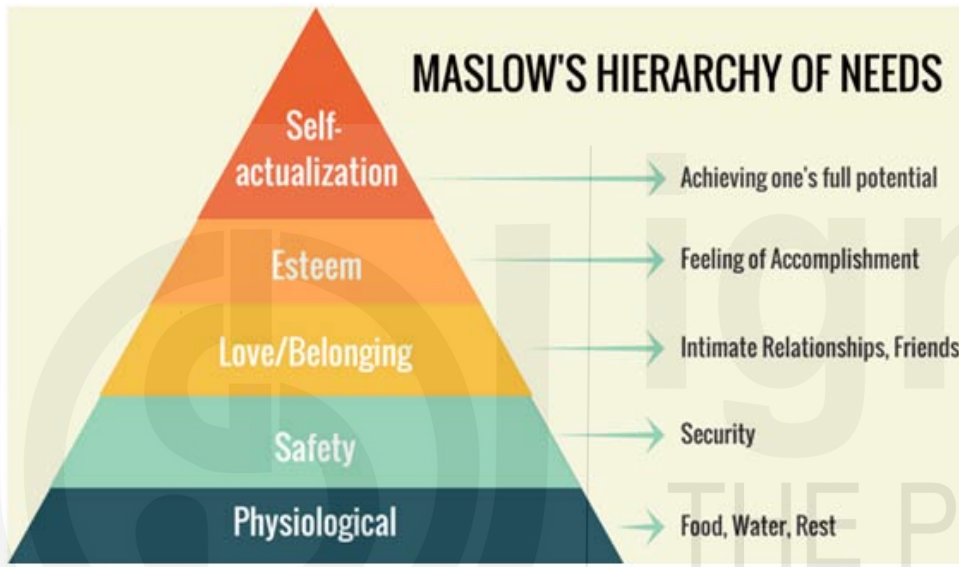 MASLOW'S HIERARCHY OF NEEDS
Self-
actualization
Achieving one's full potential
Esteem
Feeling of Accomplishment
Love/Belonging
Intimate Relationships, Friends
Safety
Security
Physiological
Food, Water, Rest
THE P